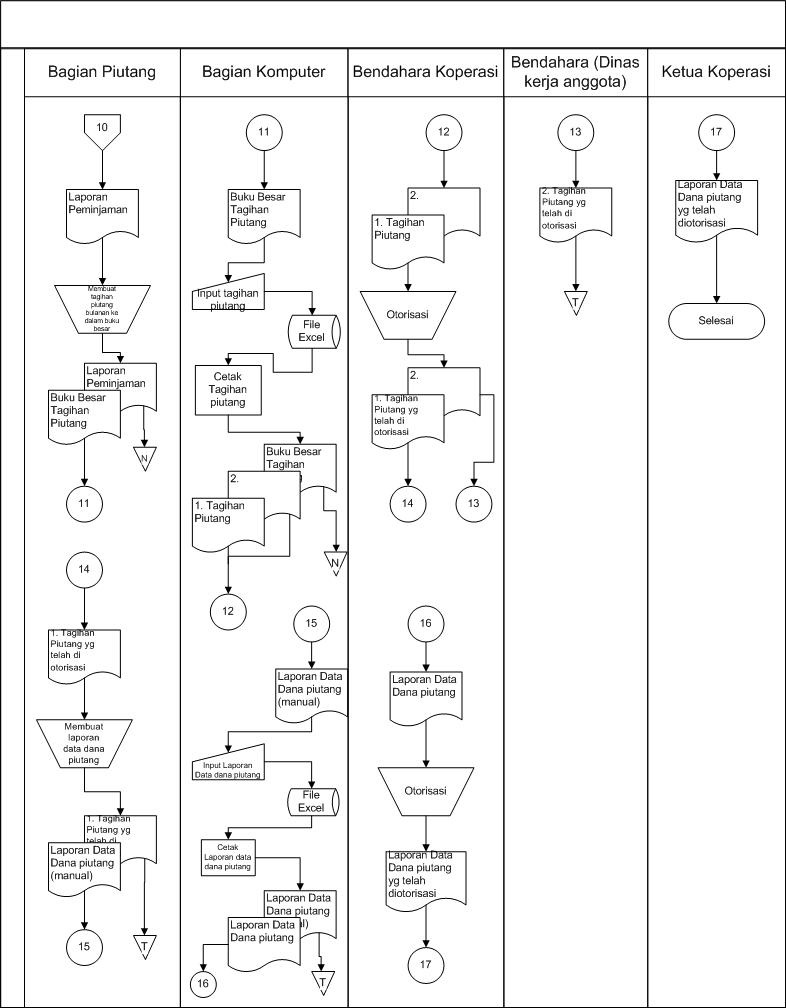 Bagian Piutang
Bagian Komputer
Bendahara Koperasi
Bendahara (Dinas
kerja anggota)
Ketua Koperasi
10
Laporan
Peminjaman
Membuat
tagihan
piutang
bulanan ke
dalam buku
besar
Laporan
Peminjaman
Buku Besar
Tagihan
Piutang
N
11
14
1. Tagihan
Piutang yg
telah di
otorisasi
Membuat
laporan
data dana
piutang
1. Tagihan
Piutang yg
telah di
Laporan Data
Dana piutang
(manual)
15
T
11
Buku Besar
Tagihan
Piutang
Input tagihan
piutang
File
Excel
Cetak
Tagihan
piutang
Buku Besar
Tagihan
2.
1. Tagihan
Piutang
N
12
15
Laporan Data
Dana piutang
(manual)
Input Laporan
Data dana piutang
File
Excel
Cetak
Laporan data
dana piutang
Laporan Data
Dana piutang
Laporan Data
Dana piutang
16
T
12
2.
1. Tagihan
Piutang
Otorisasi
2.
1. Tagihan
Piutang yg
telah di
otorisasi
14
13
16
Laporan Data
Dana piutang
Otorisasi
Laporan Data
Dana piutang
yg telah
diotorisasi
17
13
2. Tagihan
Piutang yg
telah di
otorisasi
T
17
Laporan Data
Dana piutang
yg telah
diotorisasi
Selesai